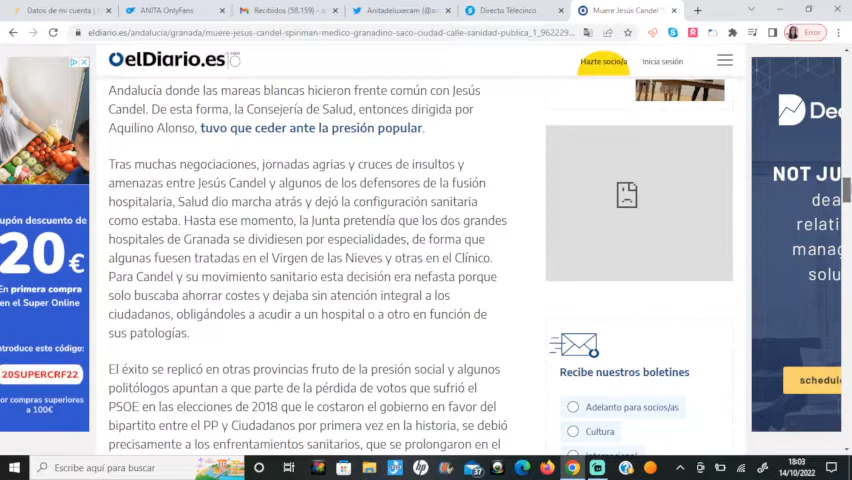 Datos de mi cuenta |
ANITA OnlyFans
Recibidos (58.159) - a
Anitadeluxecam (@a
Directo Telecinco
Muere Jesús Candel "
eldiario.es/andalucia/granada/muere-jesus-candel-spiriman-medico-granadino-saco-ciudad-calle-sanidad-publica_1_962229...
Error
elDiario.es
Hazte socio/a
Inicia sesión
Andalucía donde las mareas blancas hicieron frente común con Jesús
Candel. De esta forma, la Consejería de Salud, entonces dirigida por
Aquilino Alonso, tuvo que ceder ante la presión popular.
Tras muchas negociaciones, jornadas agrias y cruces de insultos y
amenazas entre Jesús Candel y algunos de los defensores de la fusión
hospitalaria, Salud dio marcha atrás y dejó la configuración sanitaria
como estaba. Hasta ese momento, la Junta pretendía que los dos grandes
hospitales de Granada se dividiesen por especialidades, de forma que
algunas fuesen tratadas en el Virgen de las Nieves y otras en el Clínico.
Para Candel y su movimiento sanitario esta decisión era nefasta porque
solo buscaba ahorrar costes y dejaba sin atención integral a los
ciudadanos, obligándoles a acudir a un hospital o a otro en función de
sus patologías.
El éxito se replicó en otras provincias fruto de la presión social y algunos
politólogos apuntan a que parte de la pérdida de votos que sufrió el
PSOE en las elecciones de 2018 que le costaron el gobierno en favor del
bipartito entre el PP y Ciudadanos por primera vez en la historia, se debió
precisamente a los enfrentamientos sanitarios, que se prolongaron en el
upón descuento de
20€
En primera compra
en el Super Online
ntroduce este código:
20SUPERCRF22
or compras superiores
a 100€
Recibe nuestros boletines
Adelanto para socios/as
Cultura
Dec
NOT JU
dea
relati
manag
solu
schedul
Escribe aquí para buscar
37
18:03
14/10/2022